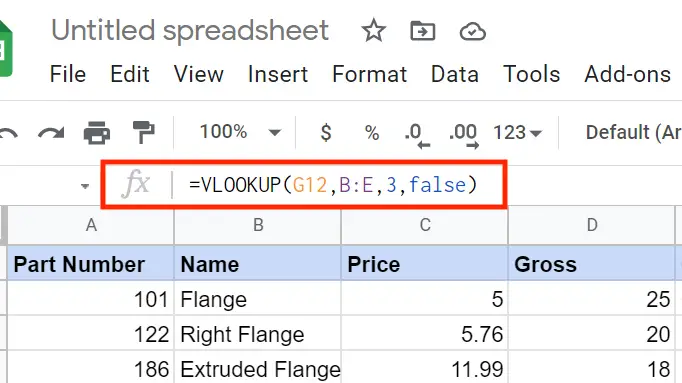 Untitled spreadsheet
File Edit View Insert Format Data Tools Add-ons
100% $ % .0 .00 123 Default (Ar
fx =VLOOKUP(G12,B:E,3,false)
A B C D
Part Number Name Price Gross
101 Flange 5 25
122 Right Flange 5.76 20
186 Extruded Flange 11.99 18